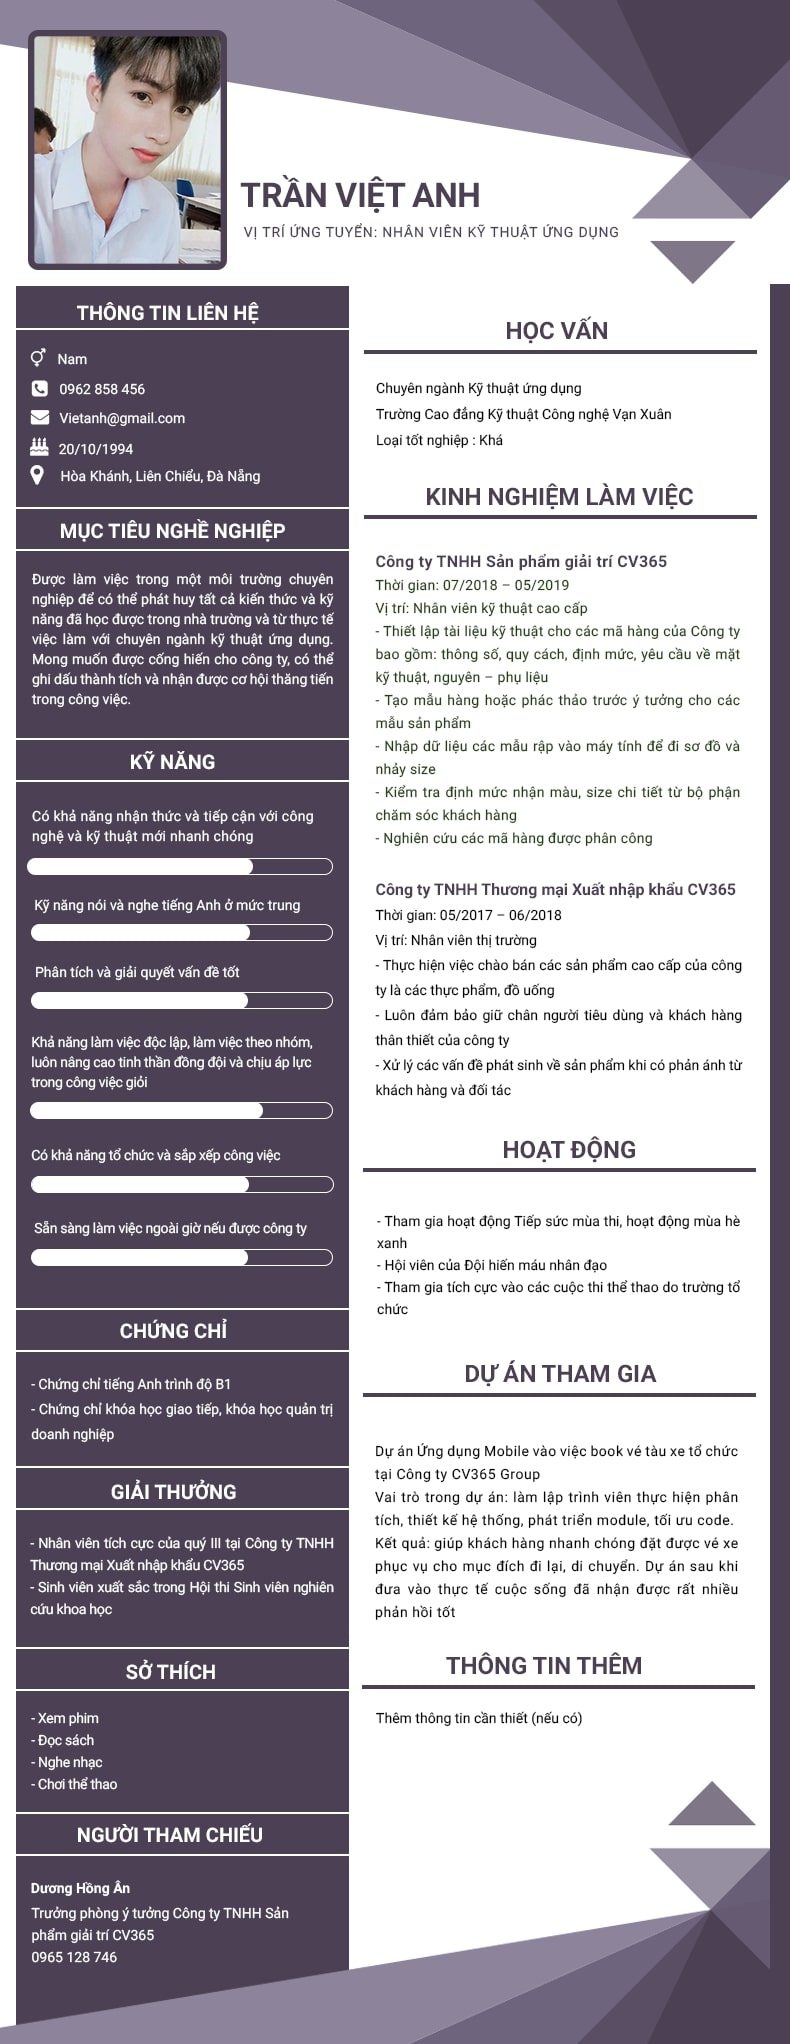 TRẦN VIỆT ANH
VỊ TRÍ ỨNG TUYỂN: NHÂN VIÊN KỸ THUẬT ỨNG DỤNG
THÔNG TIN LIÊN HỆ
Nam
0962 858 456
Vietanh@gmail.com
20/10/1994
Hòa Khánh, Liên Chiểu, Đà Nẵng
MỤC TIÊU NGHỀ NGHIỆP
Được làm việc trong một môi trường chuyên
nghiệp để có thể phát huy tất cả kiến thức và kỹ
năng đã học được trong nhà trường và từ thực tế
việc làm với chuyên ngành kỹ thuật ứng dụng.
Mong muốn được cống hiến cho công ty, có thể
ghi dấu thành tích và nhận được cơ hội thăng tiến
trong công việc.
KỸ NĂNG
Có khả năng nhận thức và tiếp cận với công
nghệ và kỹ thuật mới nhanh chóng
Kỹ năng nói và nghe tiếng Anh ở mức trung
Phân tích và giải quyết vấn đề tốt
Khả năng làm việc độc lập, làm việc theo nhóm,
luôn nâng cao tinh thần đồng đội và chịu áp lực
trong công việc giỏi
Có khả năng tổ chức và sắp xếp công việc
Sẵn sàng làm việc ngoài giờ nếu được công ty
CHỨNG CHỈ
- Chứng chỉ tiếng Anh trình độ B1
- Chứng chỉ khóa học giao tiếp, khóa học quản trị
doanh nghiệp
GIẢI THƯỞNG
- Nhân viên tích cực của quý III tại Công ty TNHH
Thương mại Xuất nhập khẩu CV365
- Sinh viên xuất sắc trong Hội thi Sinh viên nghiên
cứu khoa học
SỞ THÍCH
- Xem phim
- Đọc sách
- Nghe nhạc
- Chơi thể thao
NGƯỜI THAM CHIẾU
Dương Hồng Ân
Trưởng phòng ý tưởng Công ty TNHH Sản
phẩm giải trí CV365
0965 128 746
HỌC VẤN
Chuyên ngành Kỹ thuật ứng dụng
Trường Cao đẳng Kỹ thuật Công nghệ Vạn Xuân
Loại tốt nghiệp : Khá
KINH NGHIỆM LÀM VIỆC
Công ty TNHH Sản phẩm giải trí CV365
Thời gian: 07/2018 – 05/2019
Vị trí: Nhân viên kỹ thuật cao cấp
- Thiết lập tài liệu kỹ thuật cho các mã hàng của Công ty
bao gồm: thông số, quy cách, định mức, yêu cầu về mặt
kỹ thuật, nguyên – phụ liệu
- Tạo mẫu hàng hoặc phác thảo trước ý tưởng cho các
mẫu sản phẩm
- Nhập dữ liệu các mẫu rập vào máy tính để đi sơ đồ và
nhảy size
- Kiểm tra định mức nhận màu, size chi tiết từ bộ phận
chăm sóc khách hàng
- Nghiên cứu các mã hàng được phân công
Công ty TNHH Thương mại Xuất nhập khẩu CV365
Thời gian: 05/2017 – 06/2018
Vị trí: Nhân viên thị trường
- Thực hiện việc chào bán các sản phẩm cao cấp của công
ty là các thực phẩm, đồ uống
- Luôn đảm bảo giữ chân người tiêu dùng và khách hàng
thân thiết của công ty
- Xử lý các vấn đề phát sinh về sản phẩm khi có phản ánh từ
khách hàng và đối tác
HOẠT ĐỘNG
- Tham gia hoạt động Tiếp sức mùa thi, hoạt động mùa hè
xanh
- Hội viên của Đội hiến máu nhân đạo
- Tham gia tích cực vào các cuộc thi thể thao do trường tổ
chức
DỰ ÁN THAM GIA
Dự án Ứng dụng Mobile vào việc book vé tàu xe tổ chức
tại Công ty CV365 Group
Vai trò trong dự án: làm lập trình viên thực hiện phân
tích, thiết kế hệ thống, phát triển module, tối ưu code.
Kết quả: giúp khách hàng nhanh chóng đặt được vé xe
phục vụ cho mục đích đi lại, di chuyển. Dự án sau khi
đưa vào thực tế cuộc sống đã nhận được rất nhiều
phản hồi tốt
THÔNG TIN THÊM
Thêm thông tin cần thiết (nếu có)